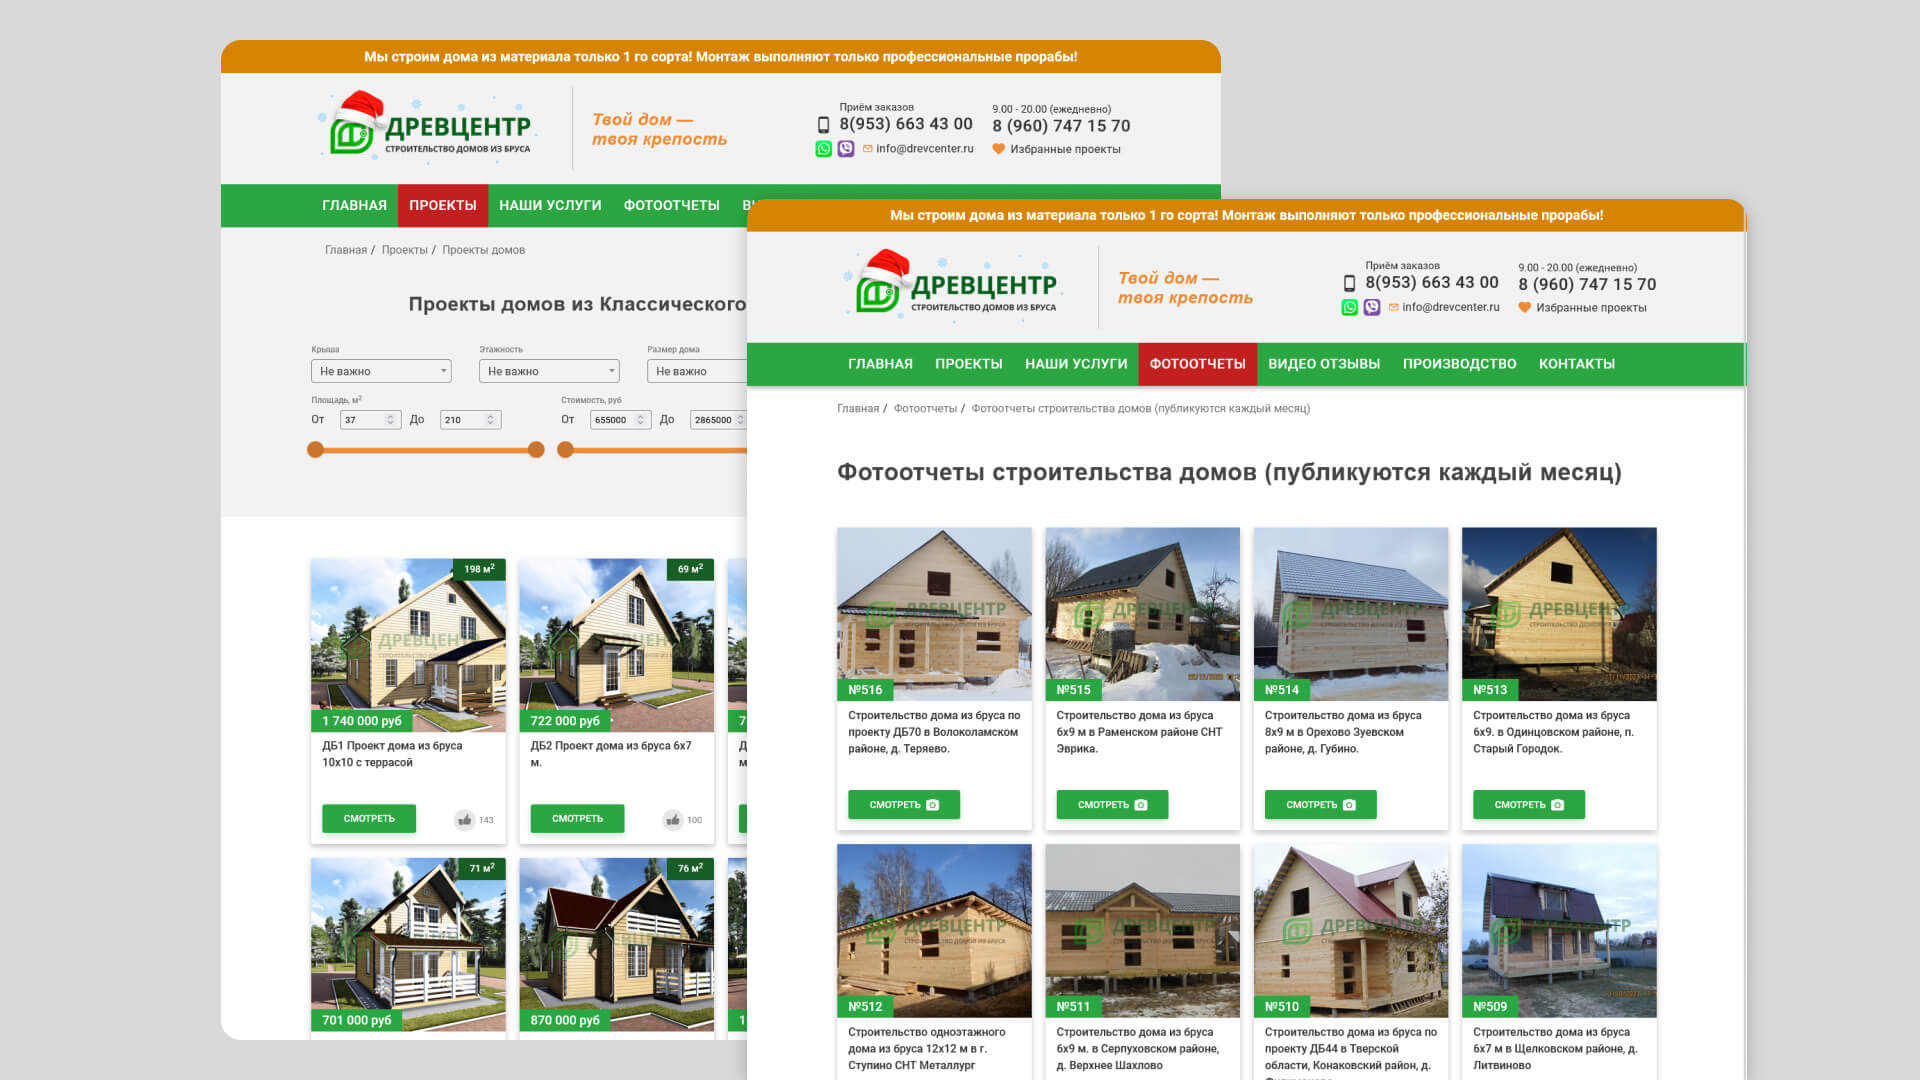 Мы строим дома из материала только 1 го сорта! Монтаж выполняют только профессиональные прорабы!
ДРЕВЦЕНТР
СТРОИТЕЛЬСТВО ДОМОВ ИЗ БРУСА
Твой дом —
твоя крепость
Приём заказов
8(953) 663 43 00
info@drevcenter.ru
9.00 - 20.00 (ежедневно)
8 (960) 747 15 70
Избранные проекты
ГЛАВНАЯ ПРОЕКТЫ НАШИ УСЛУГИ ФОТООТЧЕТЫ
Главная / Проекты / Проекты домов
Проекты домов из Классического
Крыша Этажность Размер дома
Не важно Не важно Не важно
Площадь, м2 Стоимость, руб
От 37 До 210 От 655000 До 2865000
198 м2
1 740 000 руб
ДБ1 Проект дома из бруса
10х10 с террасой
СМОТРЕТЬ 143
69 м2
722 000 руб
ДБ2 Проект дома из бруса 6х7
м.
СМОТРЕТЬ 100
71 м2
701 000 руб
76 м2
870 000 руб
Мы строим дома из материала только 1 го сорта! Монтаж выполняют только профессиональные прорабы!
ДРЕВЦЕНТР
СТРОИТЕЛЬСТВО ДОМОВ ИЗ БРУСА
Твой дом —
твоя крепость
Приём заказов
8(953) 663 43 00
info@drevcenter.ru
9.00 - 20.00 (ежедневно)
8 (960) 747 15 70
Избранные проекты
ГЛАВНАЯ ПРОЕКТЫ НАШИ УСЛУГИ ФОТООТЧЕТЫ ВИДЕО ОТЗЫВЫ ПРОИЗВОДСТВО КОНТАКТЫ
Главная / Фотоотчеты / Фотоотчеты строительства домов (публикуются каждый месяц)
Фотоотчеты строительства домов (публикуются каждый месяц)
№516
Строительство дома из бруса по
проекту ДБ70 в Волоколамском
районе, д. Теряево.
СМОТРЕТЬ
№515
Строительство дома из бруса
6х9 м в Раменском районе СНТ
Эврика.
СМОТРЕТЬ
№514
Строительство дома из бруса
8х9 м в Орехово Зуевском
районе, д. Губино.
СМОТРЕТЬ
№513
Строительство дома из бруса
6х9. в Одинцовском районе, п.
Старый Городок.
СМОТРЕТЬ
№512
Строительство одноэтажного
дома из бруса 12х12 м в г.
Ступино СНТ Металлург
№511
Строительство дома из бруса
6х9 м. в Серпуховском районе,
д. Верхнее Шахлово
№510
Строительство дома из бруса по
проекту ДБ44 в Тверской
области, Конаковский район, д.
№509
Строительство дома из бруса
6х7 м в Щелковском районе, д.
Литвиново